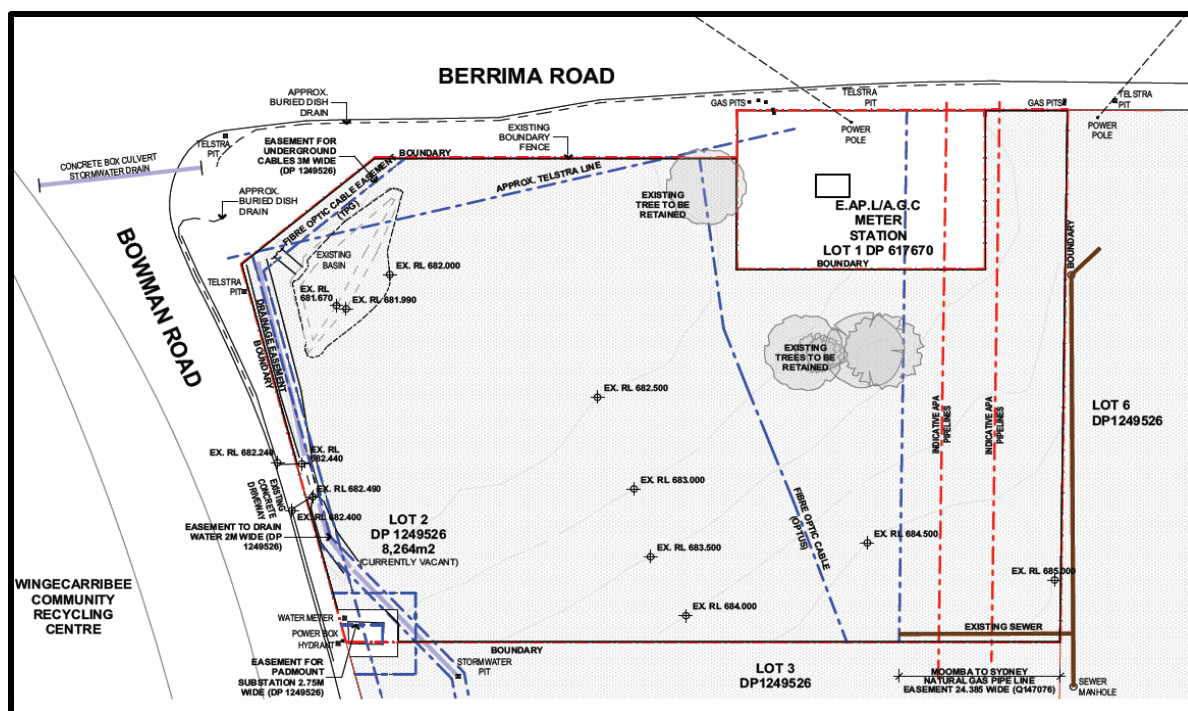 BERRIMA ROAD
APPROX.
BURIED DISH
DRAIN
TELSTRA
PIT
GAS PITS
TELSTRA
PIT
GAS PITS
TELSTRA
PIT
POWER
POLE
POWER
POLE
CONCRETE BOX CULVERT
STORMWATER DRAIN
EASEMENT FOR
UNDERGROUND
CABLES 3M WIDE
(DP 1249526)
BOUNDARY
EXISTING
BOUNDARY
FENCE
APPROX. TELSTRA LINE
FIBRE OPTIC CABLE EASEMENT
(TPG)
APPROX.
BURIED DISH
DRAIN
EXISTING
TREE TO BE
RETAINED
E.AP.L/A.G.C
METER
STATION
LOT 1 DP 617670
BOUNDARY
BOUNDARY
BOWMAN ROAD
EXISTING
BASIN
EX. RL 682.000
EX. RL
681.670
EX. RL 681.990
TELSTRA
PIT
DRAINAGE EASEMENT
BOUNDARY
EXISTING
TREES TO BE
RETAINED
EX. RL 682.500
INDICATIVE APA
PIPELINES
INDICATIVE APA
PIPELINES
LOT 6
DP1249526
EX. RL 682.240
EX. RL
682.440
EXISTING
CONCRETE
DRIVEWAY
EX. RL 682.490
EX. RL 682.400
EX. RL 683.000
FIBRE OPTIC CABLE
(OPTUS)
EASEMENT TO DRAIN
WATER 2M WIDE (DP
1249526)
LOT 2
DP 1249526
8,264m2
(CURRENTLY VACANT)
EX. RL 683.500
EX. RL 684.500
EX. RL 685.000
WINGECARRIBEE
COMMUNITY
RECYCLING
CENTRE
EX. RL 684.000
WATER METER
POWER BOX
HYDRANT
EXISTING SEWER
BOUNDARY
EASEMENT FOR
PADMOUNT
SUBSTATION 2.75M
WIDE (DP 1249526)
STORMWATER
PIT
LOT 3
DP1249526
MOOMBA TO SYDNEY
NATURAL GAS PIPE LINE
EASEMENT 24.385 WIDE (Q147076)
SEWER
MANHOLE